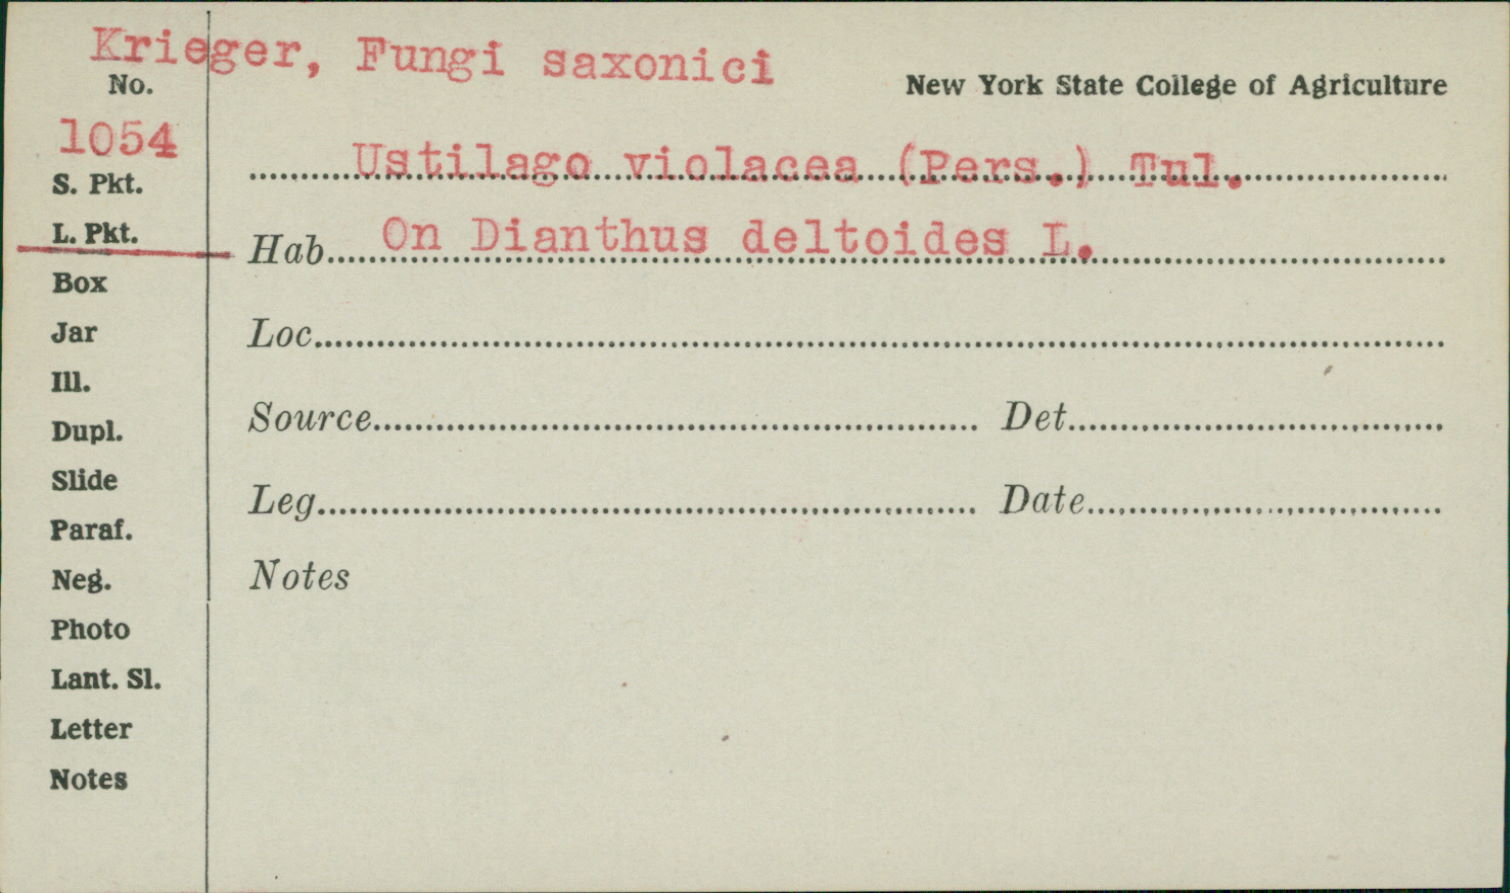 Krieger, Fungi saxonici
No.
New York State College of Agriculture
1054
Ustilago violacea (Pers.) Tul.
S. Pkt.
L. Pkt.
Hab. On Dianthus deltoides L.
Box
Jar
Loc.
Ill.
Dupl.
Source Det.
Slide
Leg. Date
Paraf.
Neg.
Notes
Photo
Lant. Sl.
Letter
Notes